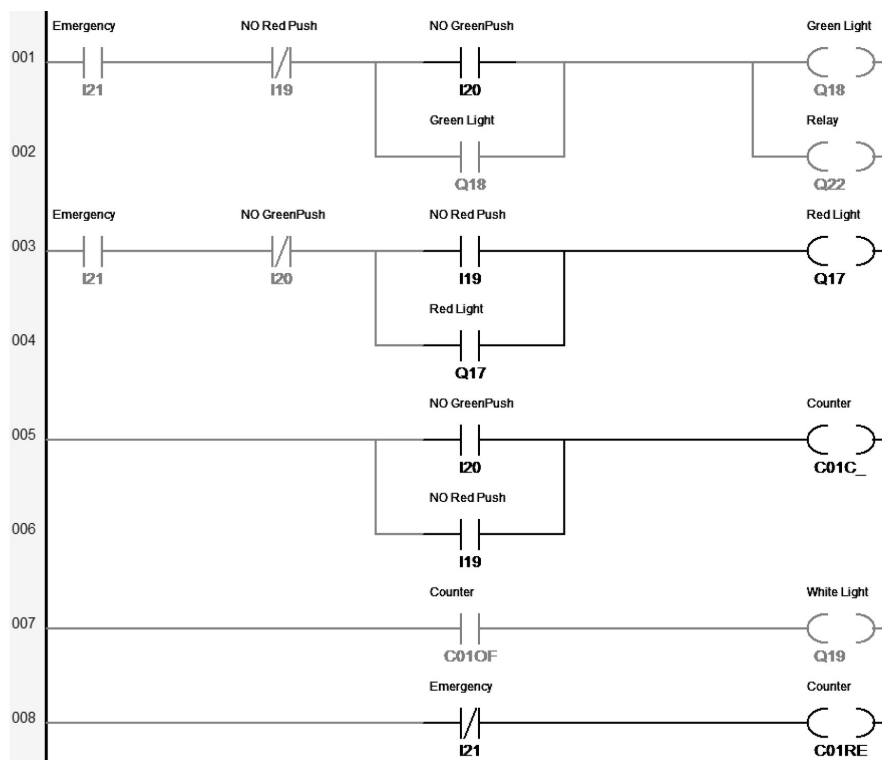 Emergency NO Red Push NO GreenPush Green Light
001
I21 I19 I20 Q18
Green Light Relay
002
Q18 Q22
Emergency NO GreenPush NO Red Push Red Light
003
I21 I20 I19 Q17
Red Light
004
Q17
NO GreenPush Counter
005
I20 C01C_
NO Red Push
006
I19
Counter White Light
007
C01OF Q19
Emergency Counter
008
I21 C01RE